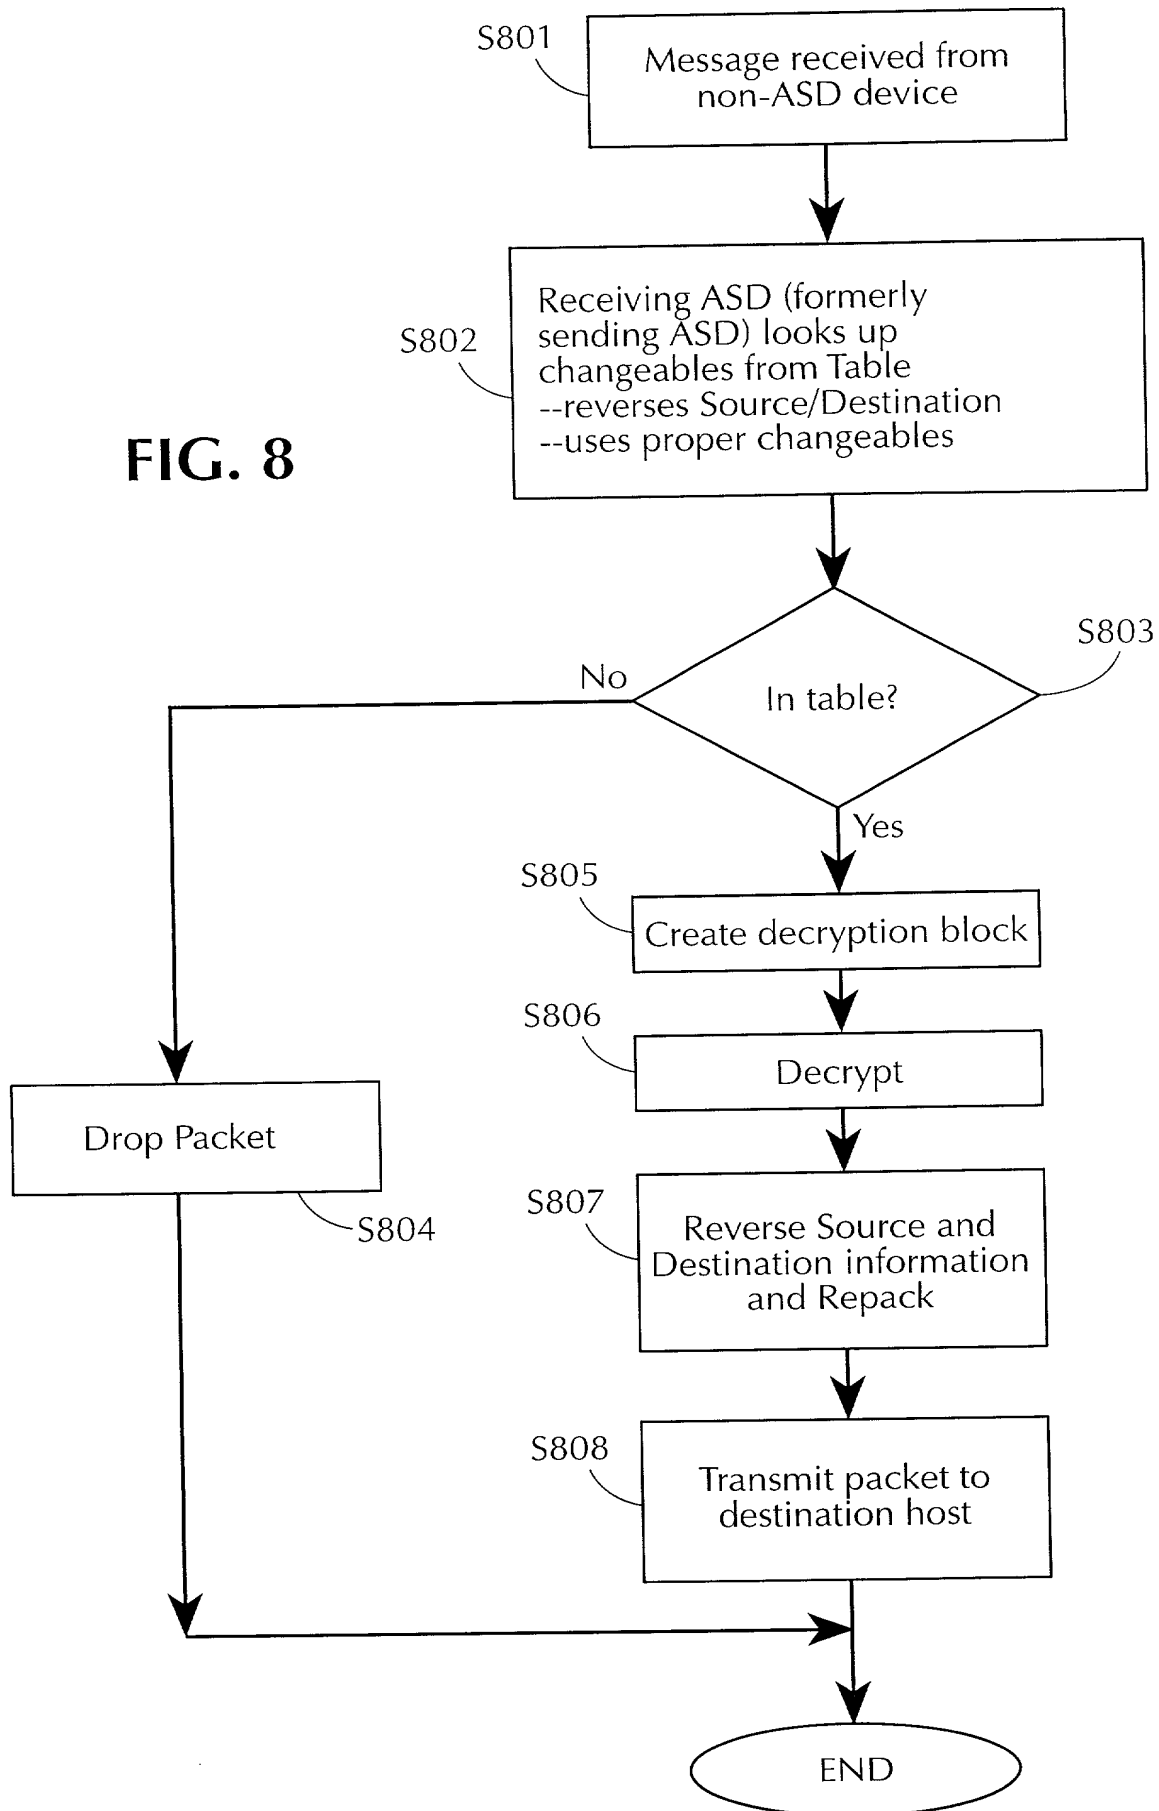 S801
Message received from
non-ASD device
S802
Receiving ASD (formerly
sending ASD) looks up
changeables from Table
--reverses Source/Destination
--uses proper changeables
FIG. 8
S803
No
In table?
Yes
S805
Create decryption block
S806
Decrypt
Drop Packet
S804
S807
Reverse Source and
Destination information
and Repack
S808
Transmit packet to
destination host
END